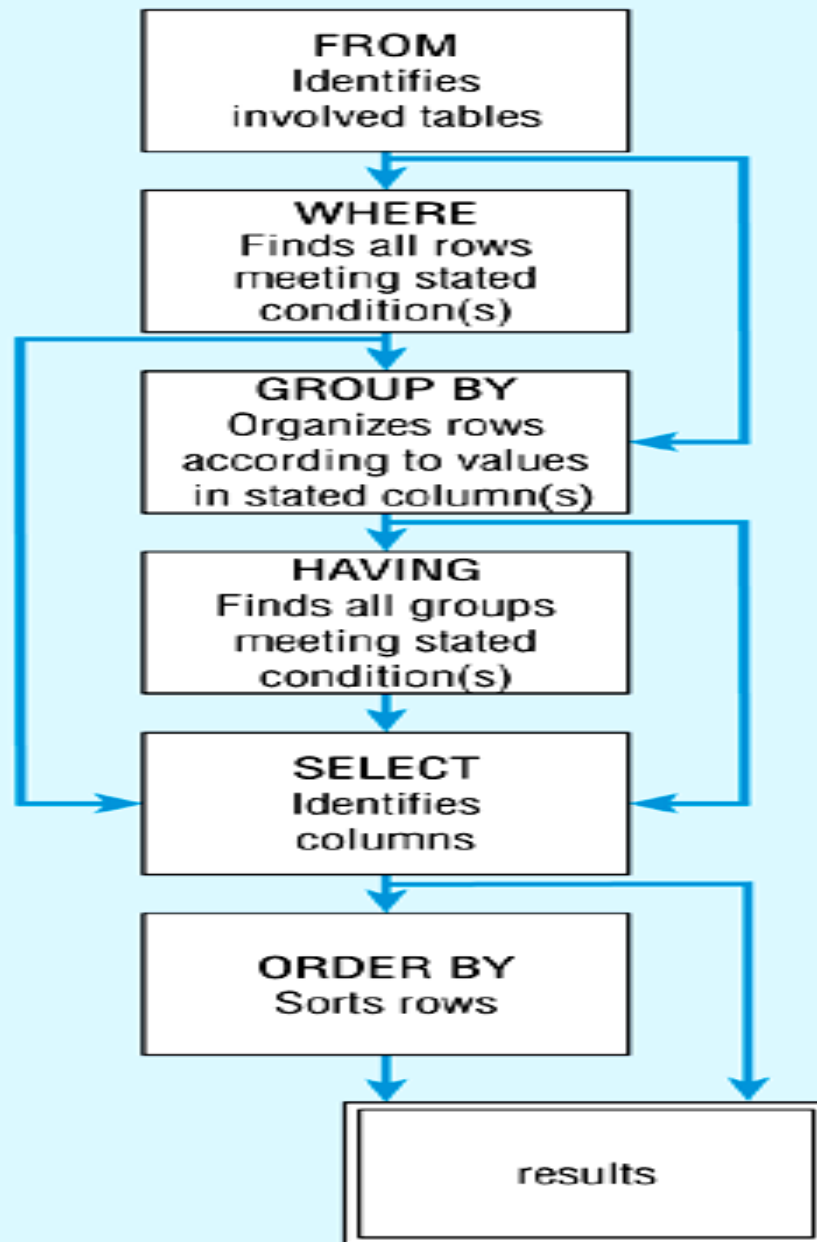 FROM
Identifies
involved tables
WHERE
Finds all rows
meeting stated
condition(s)
GROUP BY
Organizes rows
according to values
in stated column(s)
HAVING
Finds all groups
meeting stated
condition(s)
SELECT
Identifies
columns
ORDER BY
Sorts rows
results